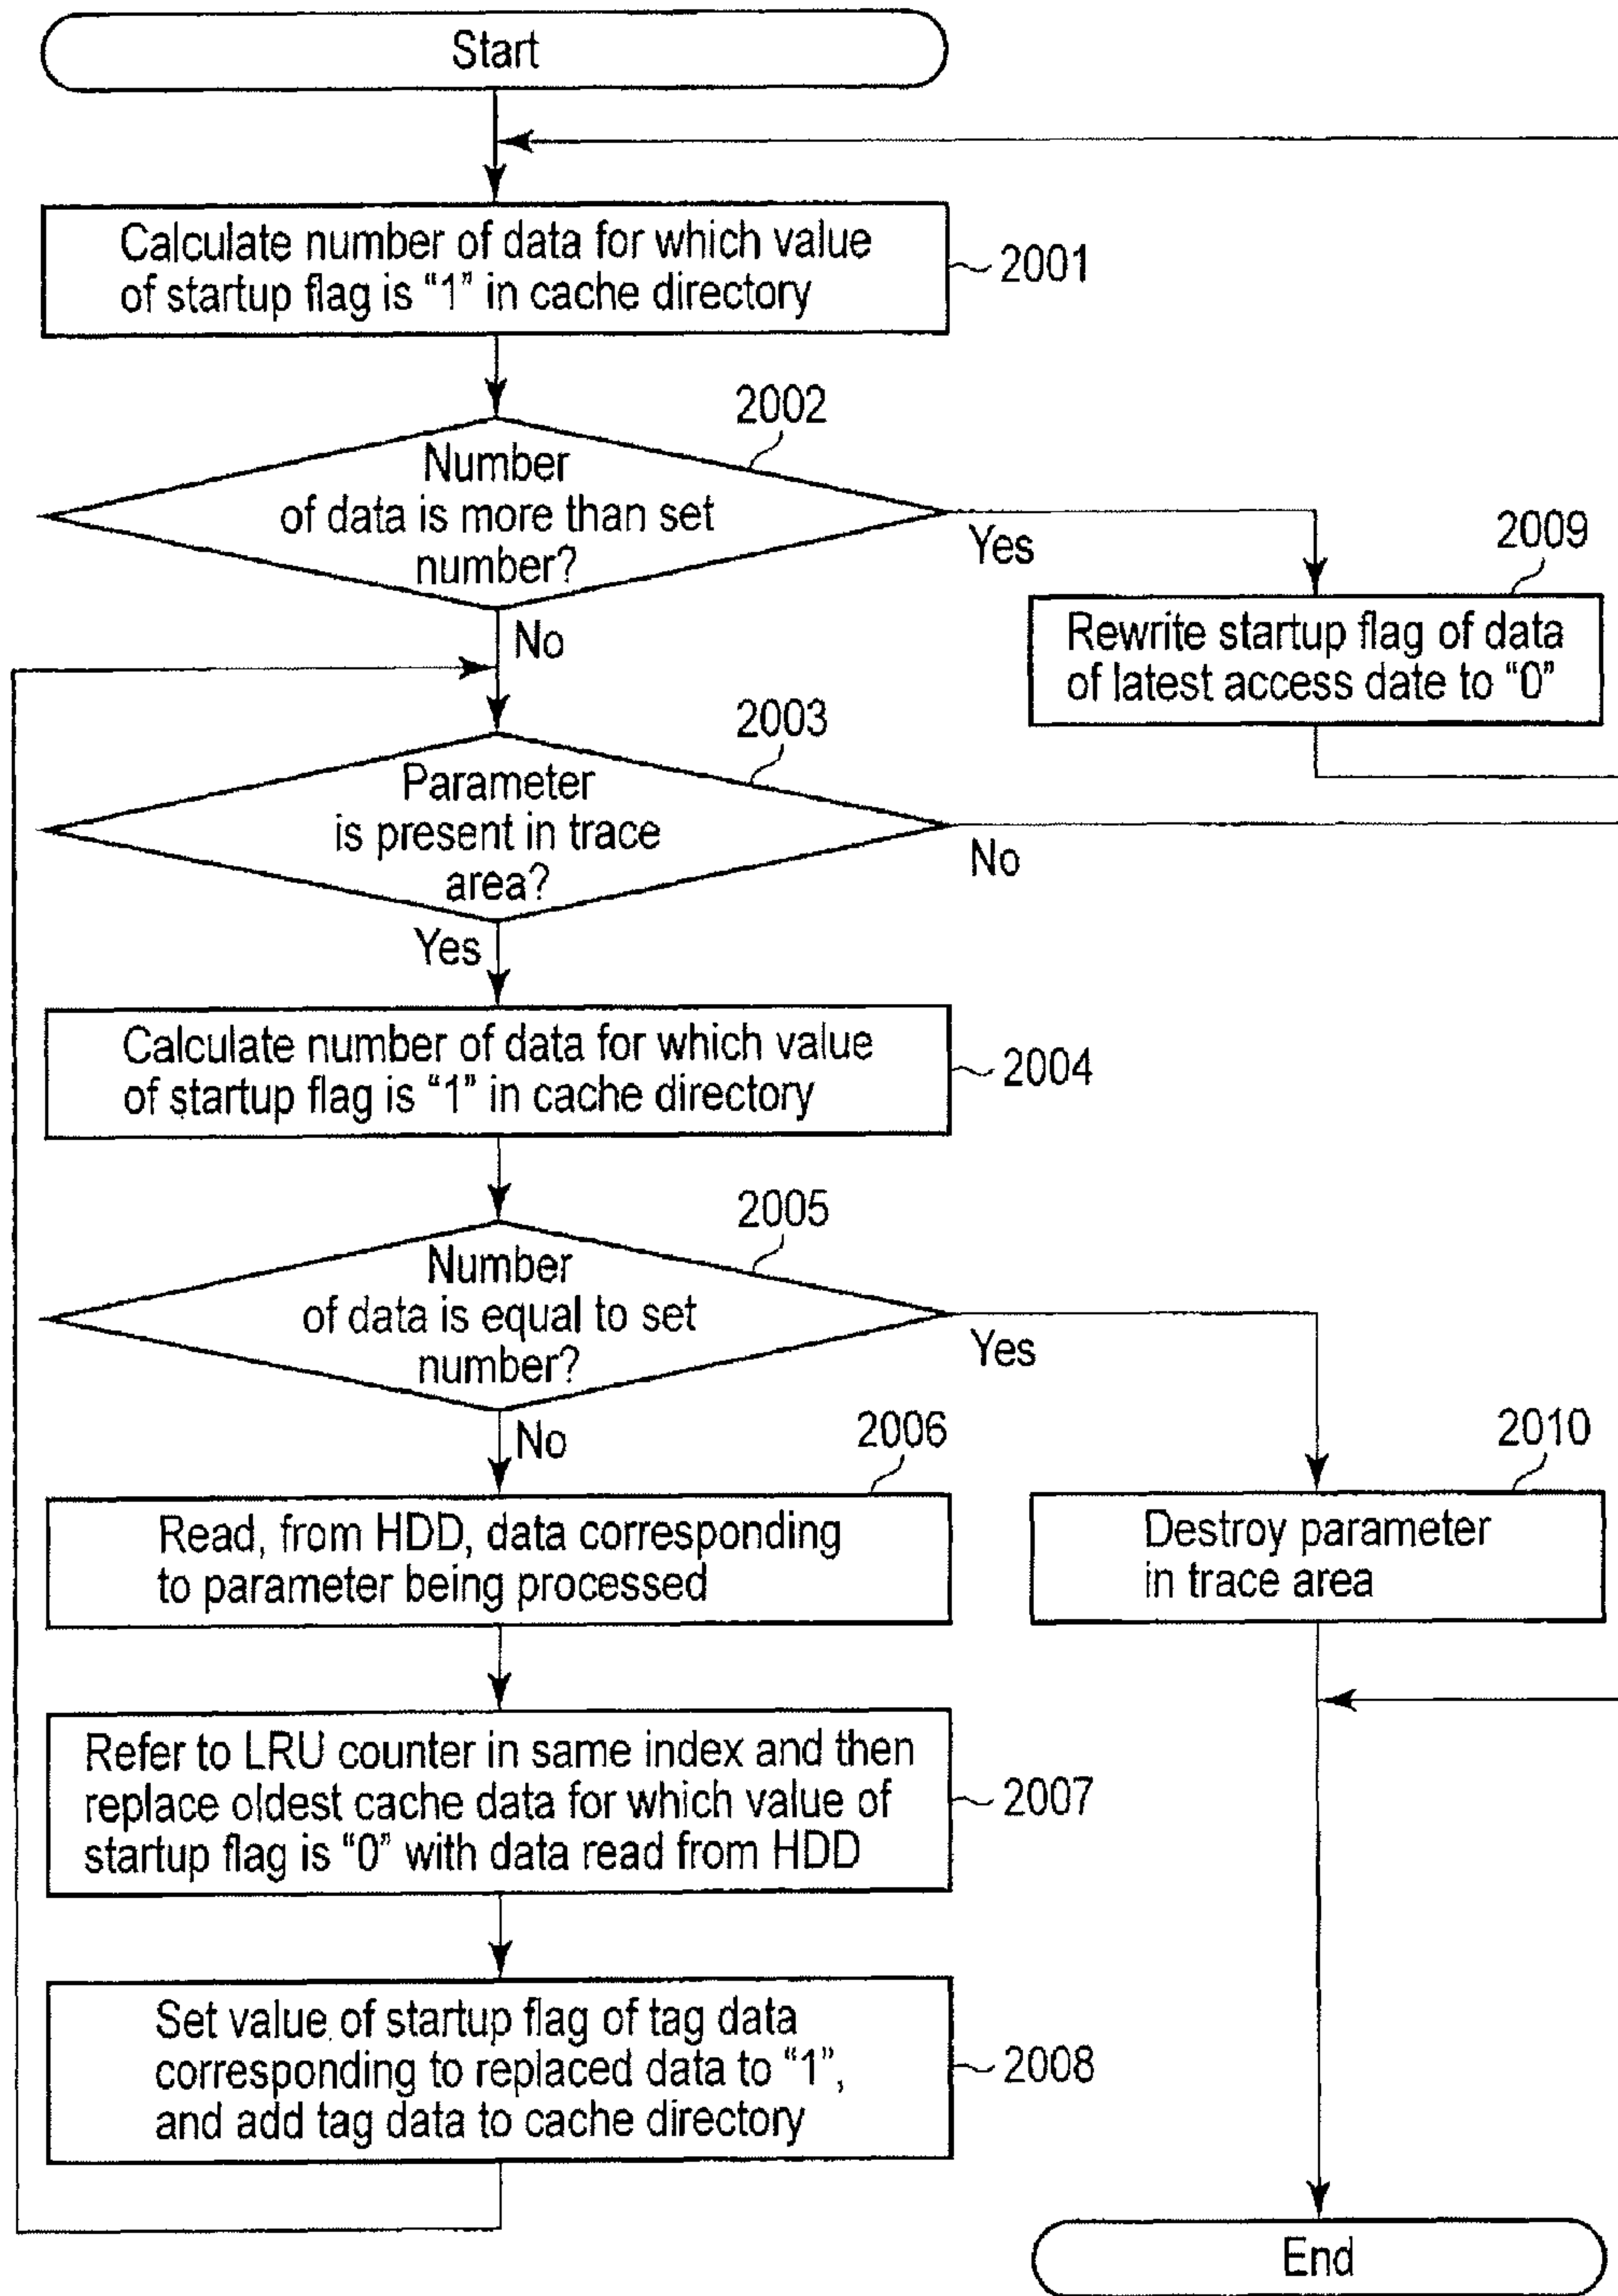 Start
Calculate number of data for which value
of startup flag is “1” in cache directory
2001
2002
Number
of data is more than set
number?
Yes
No
2009
Rewrite startup flag of data
of latest access date to “0”
2003
Parameter
is present in trace
area?
No
Yes
Calculate number of data for which value
of startup flag is “1” in cache directory
2004
2005
Number
of data is equal to set
number?
Yes
No
2006
Read, from HDD, data corresponding
to parameter being processed
2010
Destroy parameter
in trace area
Refer to LRU counter in same index and then
replace oldest cache data for which value of
startup flag is “0” with data read from HDD
2007
Set value of startup flag of tag data
corresponding to replaced data to “1”,
and add tag data to cache directory
2008
End